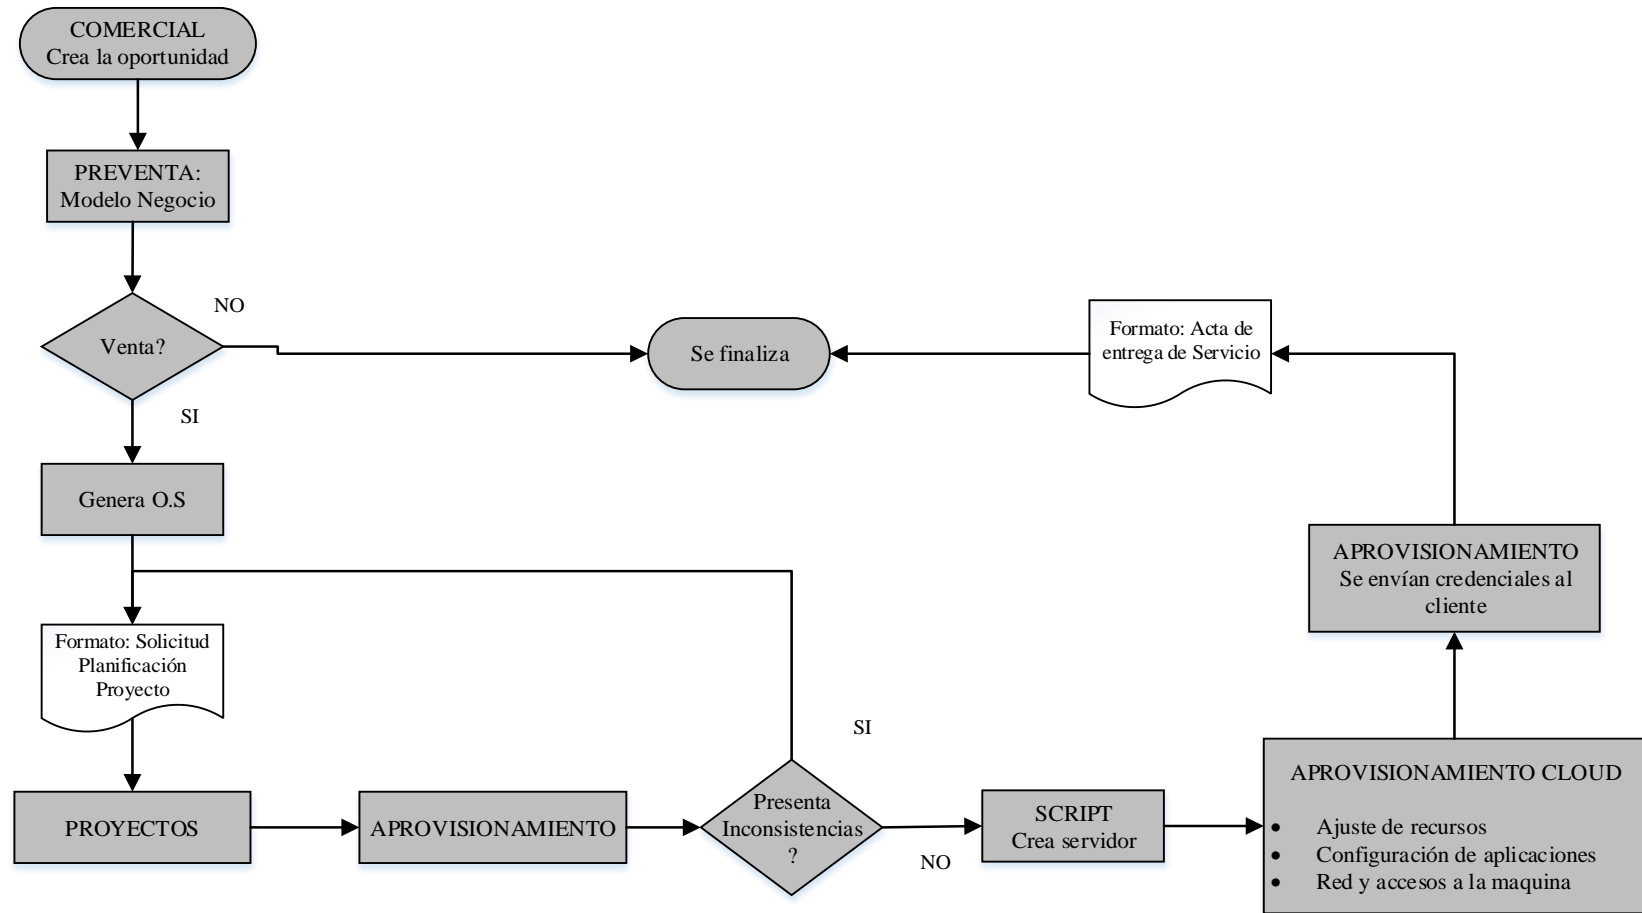 COMERCIAL
Crea la oportunidad
PREVENTA:
Modelo Negocio
Venta?
NO
SI
Se finaliza
Formato: Acta de
entrega de Servicio
Genera O.S
Formato: Solicitud
Planificación
Proyecto
PROYECTOS
APROVISIONAMIENTO
Presenta
Inconsistencias
?
SI
NO
SCRIPT
Crea servidor
APROVISIONAMIENTO CLOUD
• Ajuste de recursos
• Configuración de aplicaciones
• Red y accesos a la maquina
APROVISIONAMIENTO
Se envían credenciales al
cliente